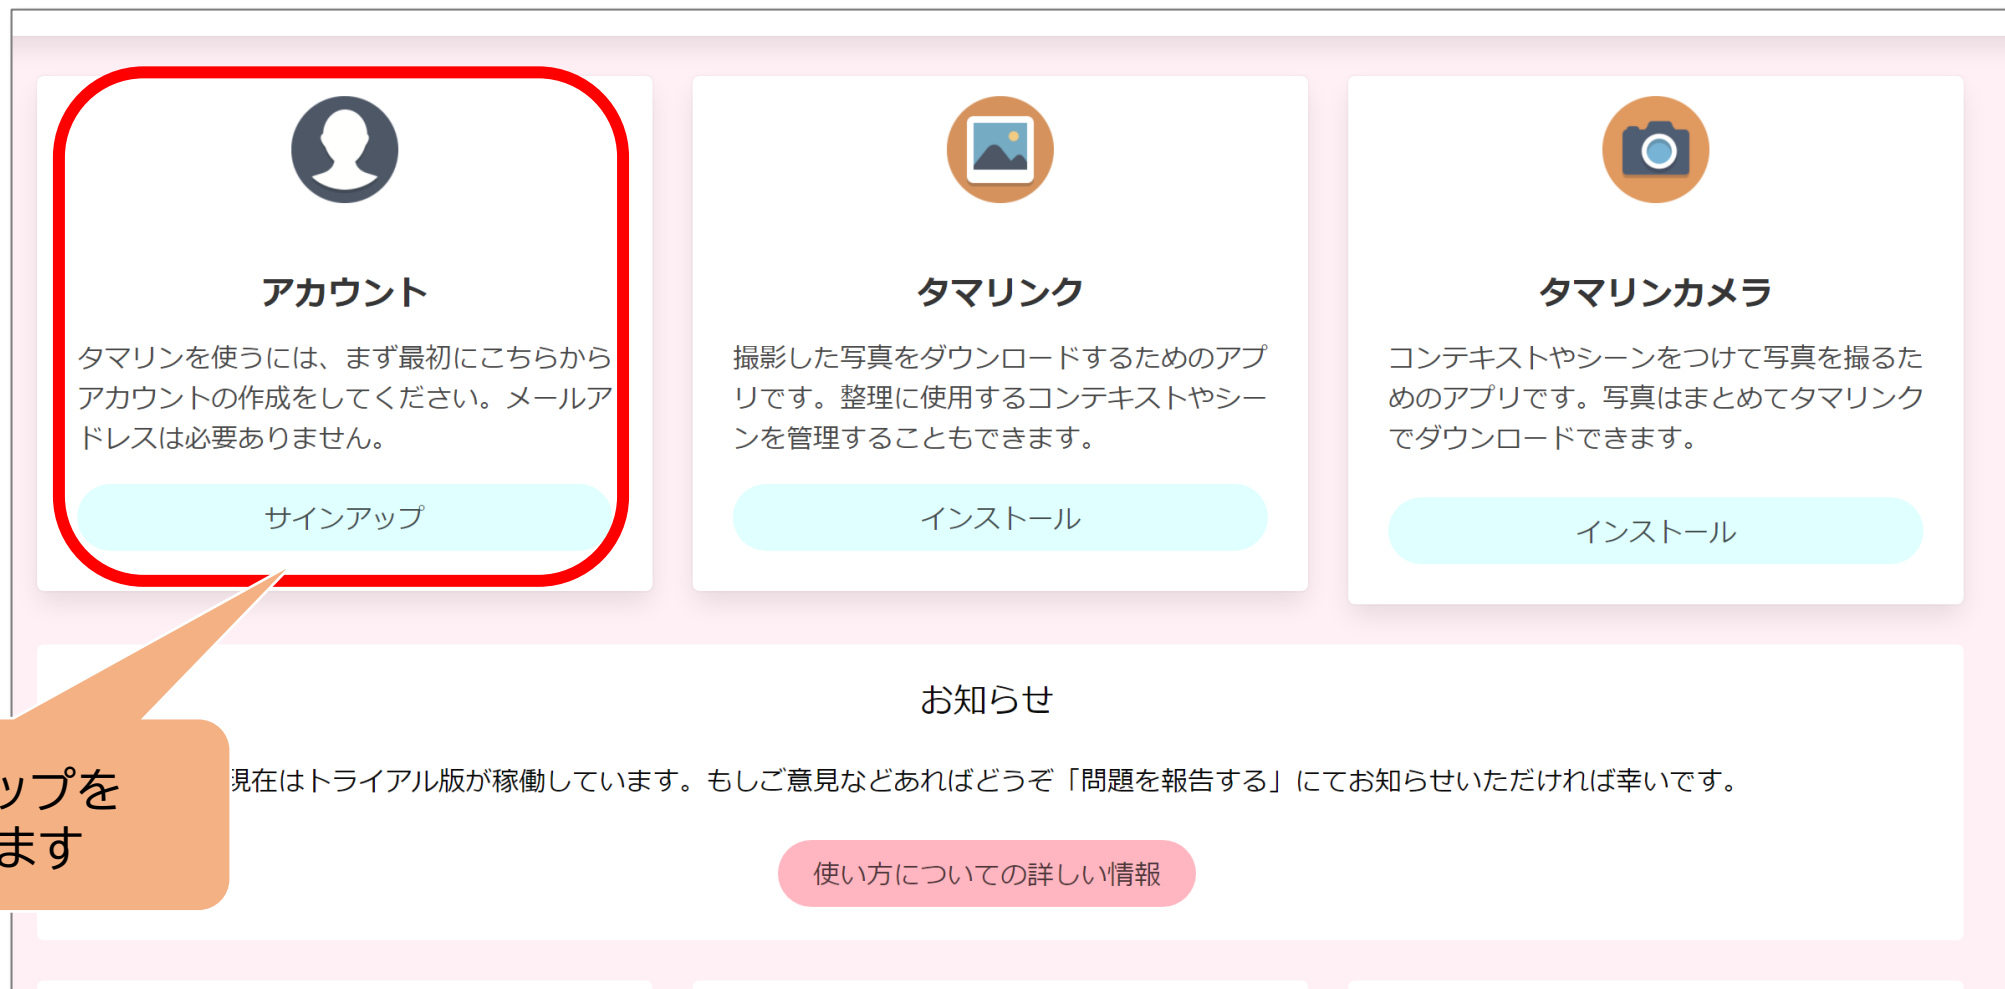 アカウント
タマリンを使うには、まず最初にこちらから
アカウントの作成をしてください。メールア
ドレスは必要ありません。
サインアップ
タマリンク
撮影した写真をダウンロードするためのアプ
リです。整理に使用するコンテキストやシー
ンを管理することもできます。
インストール
タマリンカメラ
コンテキストやシーンをつけて写真を撮るた
めのアプリです。写真はまとめてタマリンク
でダウンロードできます。
インストール
お知らせ
現在はトライアル版が稼働しています。もしご意見などあればどうぞ「問題を報告する」にてお知らせいただければ幸いです。
使い方についての詳しい情報
ップを
ます